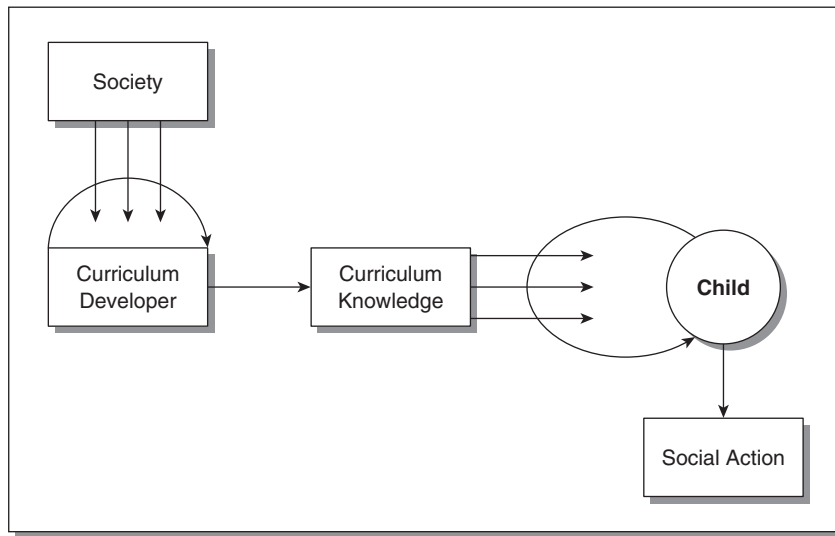 Society
Curriculum
Developer
Curriculum
Knowledge
Child
Social Action